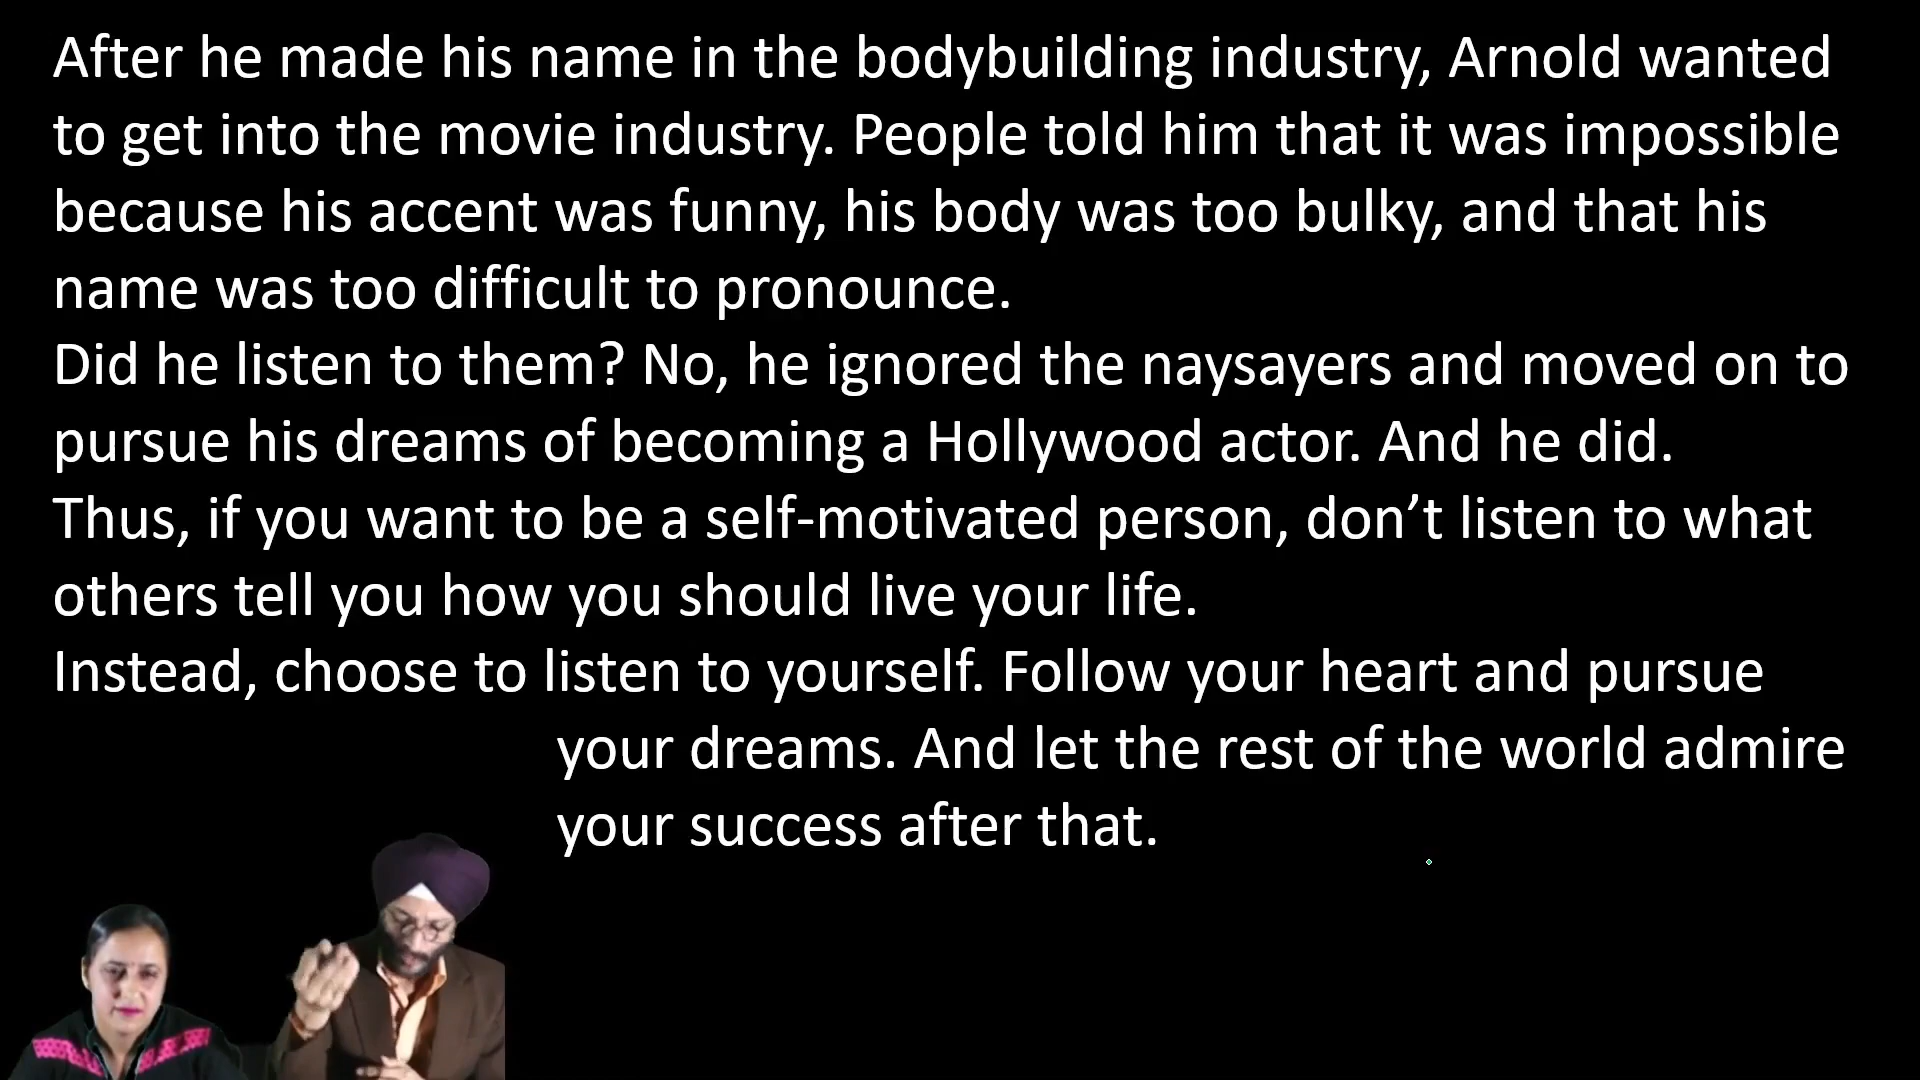 After he made his name in the bodybuilding industry, Arnold wanted
to get into the movie industry. People told him that it was impossible
because his accent was funny, his body was too bulky, and that his
name was too difficult to pronounce.
Did he listen to them? No, he ignored the naysayers and moved on to
pursue his dreams of becoming a Hollywood actor. And he did.
Thus, if you want to be a self-motivated person, don’t listen to what
others tell you how you should live your life.
Instead, choose to listen to yourself. Follow your heart and pursue
your dreams. And let the rest of the world admire
your success after that.